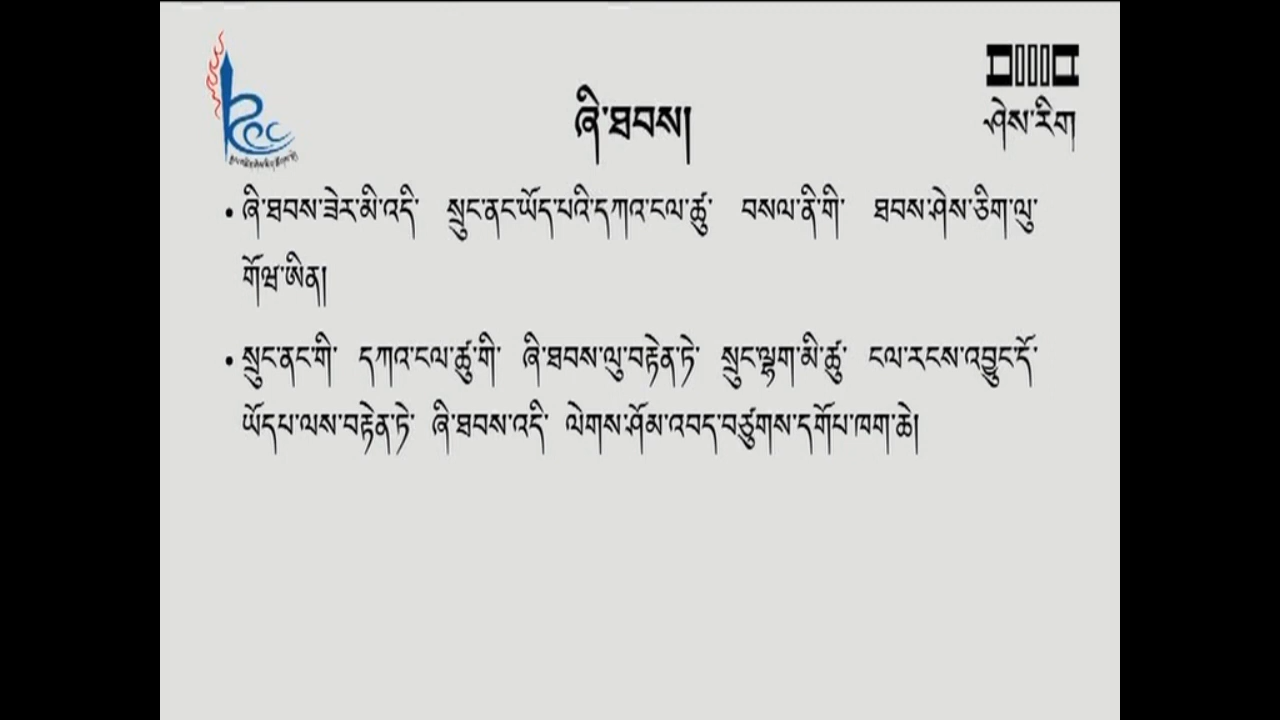 ཤེས་རིག
ཞི་ཐབས།
• ཞི་ཐབས་ཟེར་མི་འདི་ སྲུང་ནང་ཡོད་པའི་དཀའ་ངལ་ཚུ་ བསལ་ནི་གི་ ཐབས་ཤེས་ཅིག་ལུ་
གོཝ་ཨིན།
• སྲུང་ནང་གི་ དཀའ་ངལ་ཚུ་གི་ ཞི་ཐབས་ལུ་བརྟེན་ཏེ་ སྲུང་ལྷག་མི་ཚུ་ ངལ་རངས་འབྱུང་དོ་
ཡོདཔ་ལས་བརྟེན་ཏེ་ ཞི་ཐབས་འདི་ ལེགས་ཤོམ་འབད་བཙུགས་དགོཔ་ཁག་ཆེ།